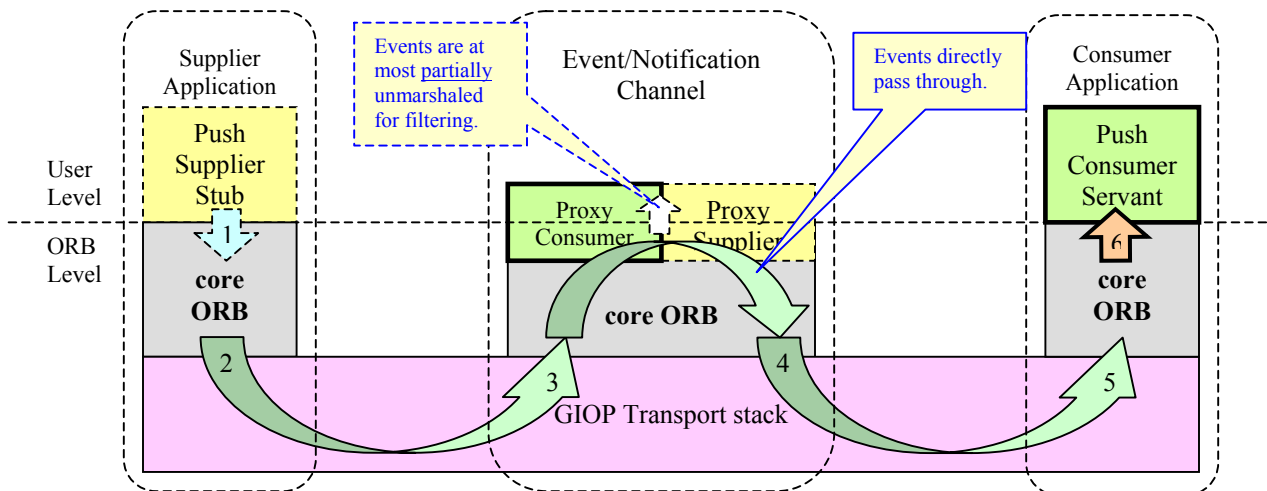 Supplier
Application
Push
Supplier
Stub
User
Level
ORB
Level
1
core
ORB
2
Events are at
most partially
unmarshaled
for filtering.
Event/Notification
Channel
Events directly
pass through.
Proxy
Consumer
Proxy
Supplier
core ORB
3
4
GIOP Transport stack
Consumer
Application
Push
Consumer
Servant
6
core
ORB
5